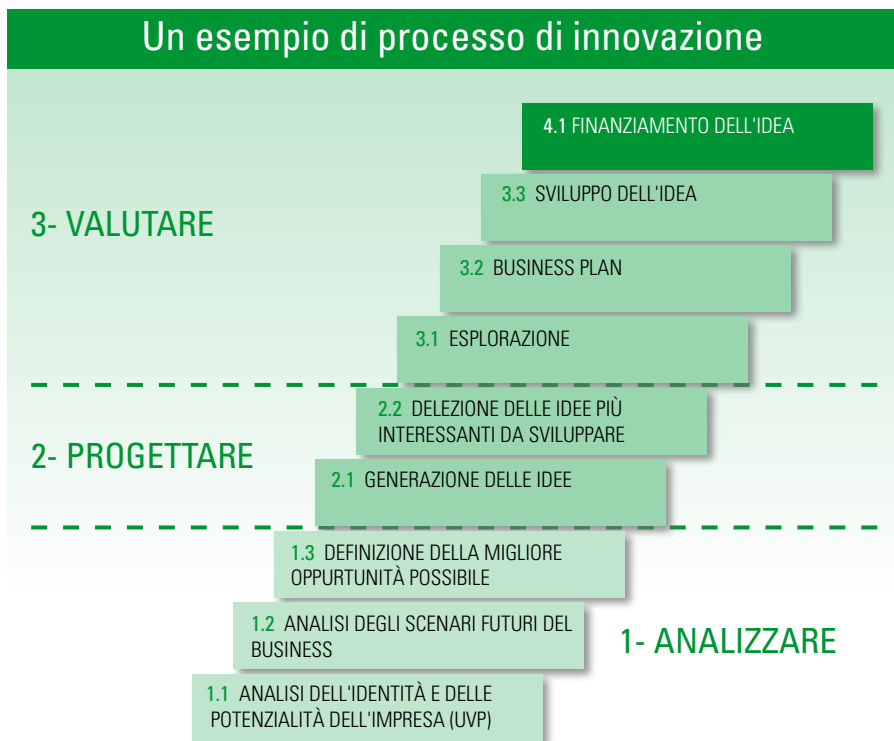 Un esempio di processo di innovazione
4.1 FINANZIAMENTO DELL'IDEA
3.3 SVILUPPO DELL'IDEA
3- VALUTARE
3.2 BUSINESS PLAN
3.1 ESPLORAZIONE
2.2 DELEZIONE DELLE IDEE PIÙ
INTERESSANTI DA SVILUPPARE
2- PROGETTARE
2.1 GENERAZIONE DELLE IDEE
1.3 DEFINIZIONE DELLA MIGLIORE
OPPURTUNITÀ POSSIBILE
1.2 ANALISI DEGLI SCENARI FUTURI DEL
BUSINESS
1- ANALIZZARE
1.1 ANALISI DELL'IDENTITÀ E DELLE
POTENZIALITÀ DELL'IMPRESA (UVP)